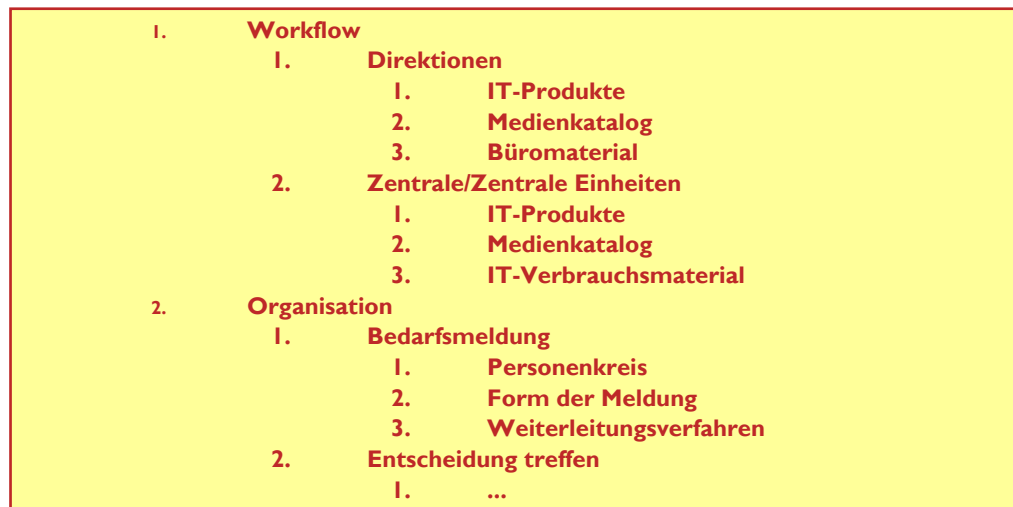 1. Workflow
1. Direktionen
1. IT-Produkte
2. Medienkatalog
3. Büromaterial
2. Zentrale/Zentrale Einheiten
1. IT-Produkte
2. Medienkatalog
3. IT-Verbrauchsmaterial
2. Organisation
1. Bedarfsmeldung
1. Personenkreis
2. Form der Meldung
3. Weiterleitungsverfahren
2. Entscheidung treffen
1. ...